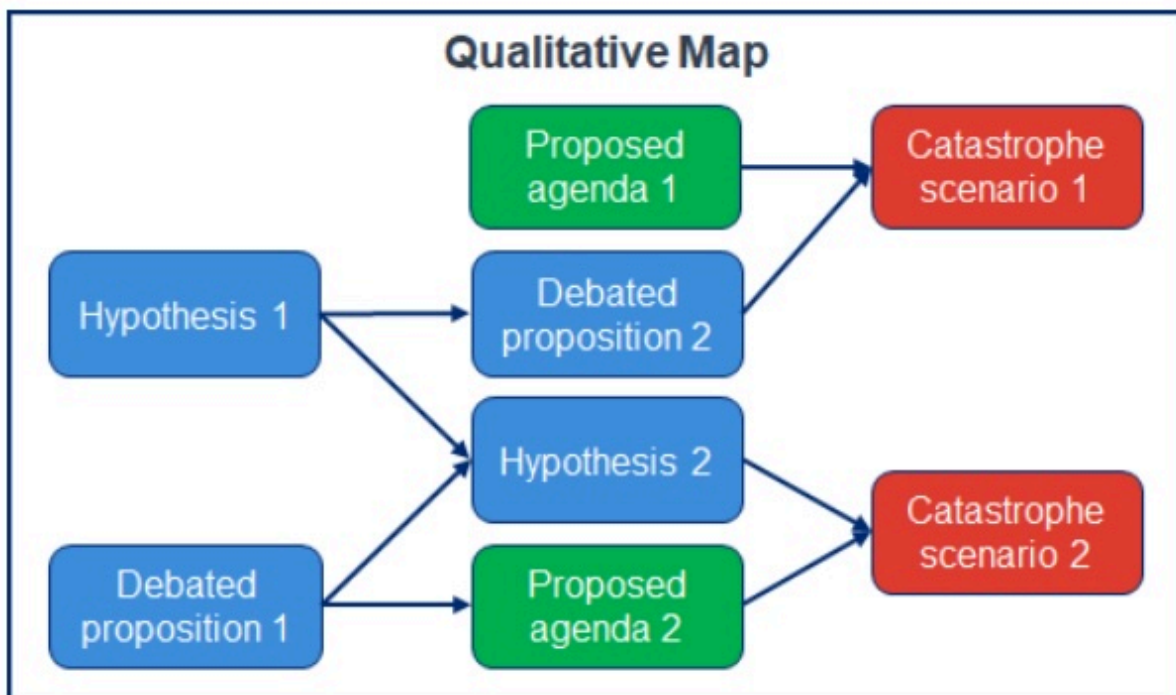 Qualitative Map
Proposed
agenda 1
Catastrophe
scenario 1
Hypothesis 1
Debated
proposition 2
Hypothesis 2
Catastrophe
scenario 2
Debated
proposition 1
Proposed
agenda 2